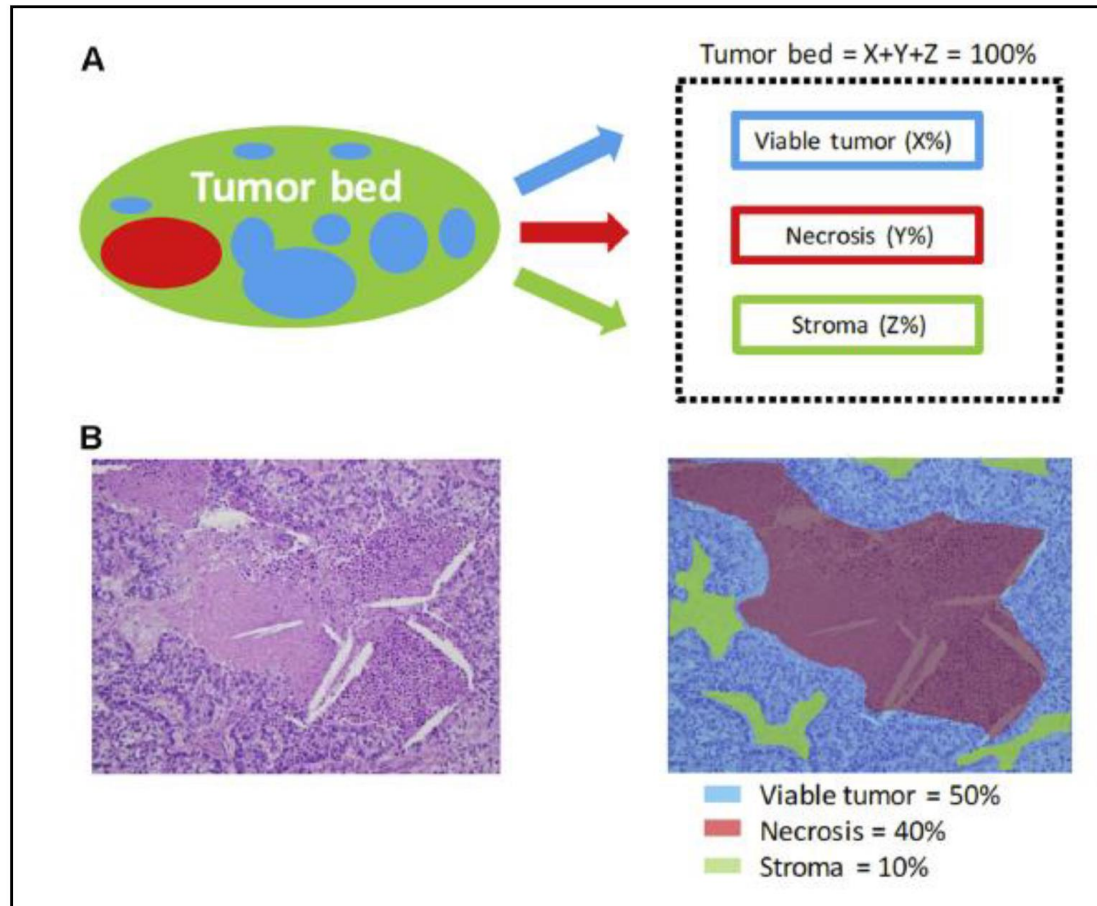 A
Tumor bed = X+Y+Z = 100%
Tumor bed
Viable tumor (X%)
Necrosis (Y%)
Stroma (Z%)
B
Viable tumor = 50%
Necrosis = 40%
Stroma = 10%